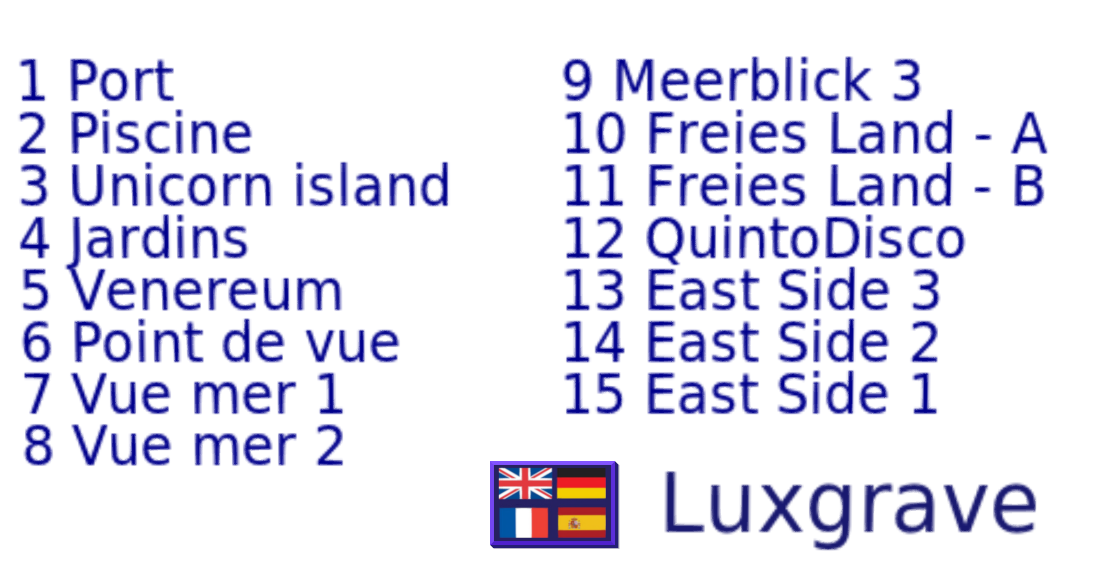 1 Port
2 Piscine
3 Unicorn island
4 Jardins
5 Venereum
6 Point de vue
7 Vue mer 1
8 Vue mer 2
9 Meerblick 3
10 Freies Land - A
11 Freies Land - B
12 QuintoDisco
13 East Side 3
14 East Side 2
15 East Side 1
Luxgrave